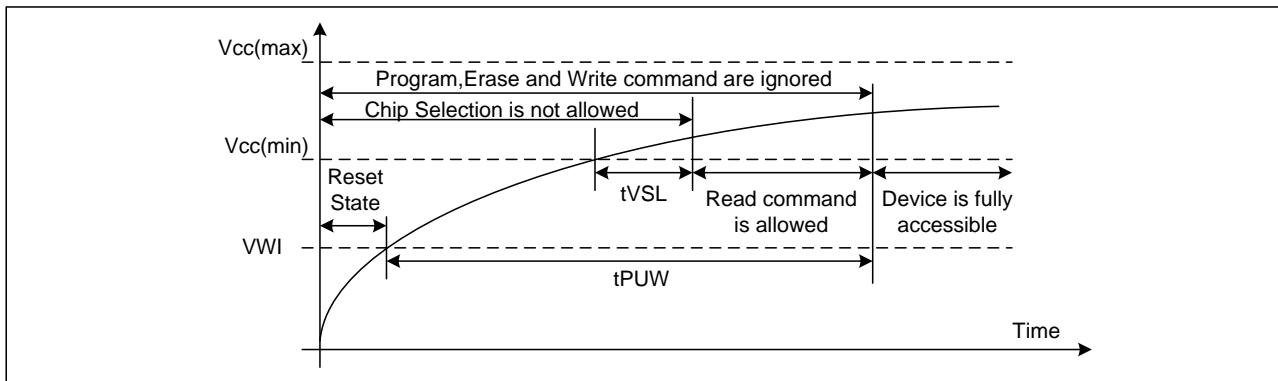 Vcc(max)
Program,Erase and Write command are ignored
Chip Selection is not allowed
Vcc(min)
Reset
State
tVSL
Read command
is allowed
Device is fully
accessible
VWI
tPUW
Time